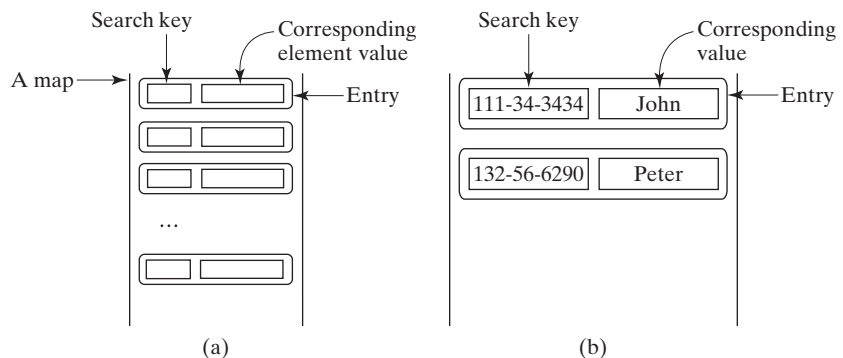 Search key
Corresponding
element value
A map
Entry
...
(a)
Search key
Corresponding
value
111-34-3434 John
Entry
132-56-6290 Peter
(b)